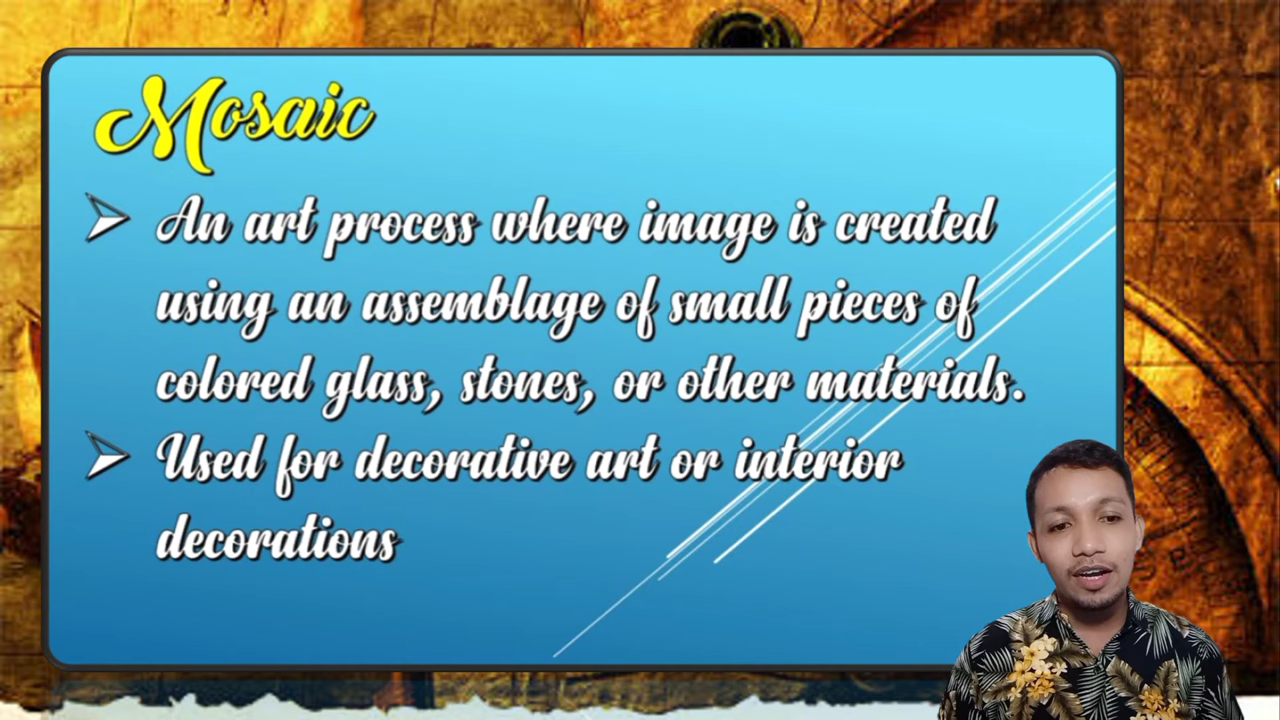 Mosaic
An art process where image is created
using an assemblage of small pieces of
colored glass, stones, or other materials.
Used for decorative art or interior
decorations